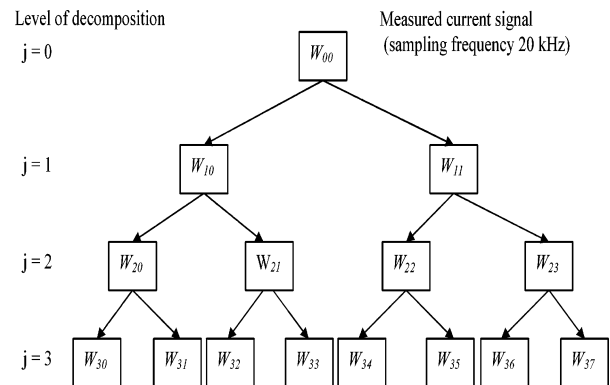 Level of decomposition
Measured current signal
(sampling frequency 20 kHz)
j = 0
W00
j = 1
W10
W11
j = 2
W20
W21
W22
W23
j = 3
W30
W31
W32
W33
W34
W35
W36
W37